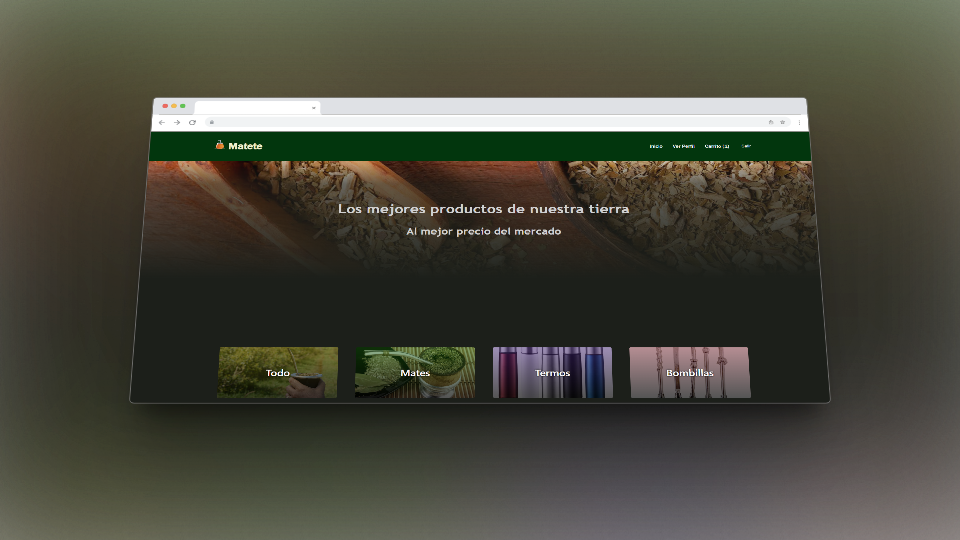 Matete
Inicio Ver Perfil Carrito (1) Salir
Los mejores productos de nuestra tierra
Al mejor precio del mercado
Todo Mates Termos Bombillas